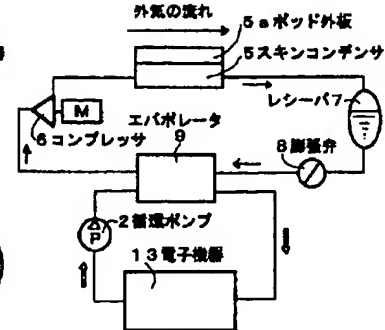 外気の流れ
5aポッド外板
5スキンコンデンサ
レシーバ7
M
6コンプレッサ
エバポレータ
9
8膨張弁
P
2循環ポンプ
13電子機器